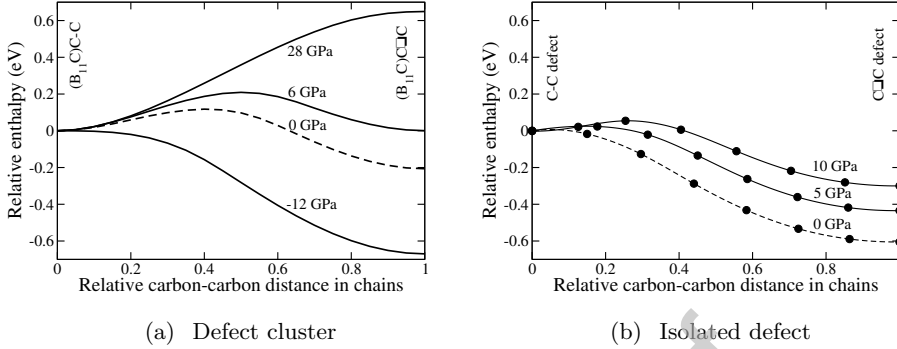 0.6
0.4
0.2
0
-0.2
-0.4
-0.6
Relative enthalpy (eV)
(B11C)C-C
(B11C)C□C
28 GPa
6 GPa
0 GPa
-12 GPa
0 0.2 0.4 0.6 0.8 1
Relative carbon-carbon distance in chains
(a) Defect cluster
0.6
0.4
0.2
0
-0.2
-0.4
-0.6
Relative enthalpy (eV)
C-C defect
C□C defect
10 GPa
5 GPa
0 GPa
0 0.2 0.4 0.6 0.8
Relative carbon-carbon distance in chains
(b) Isolated defect